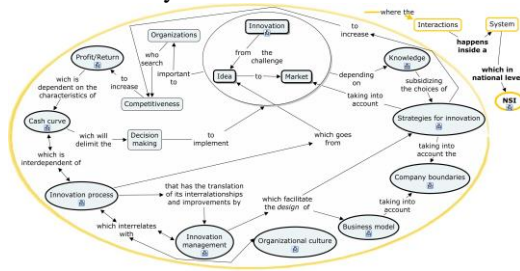 where the
Interactions
System
happens
inside a
which in
national leve
NSI
Innovation
from the
challenge
Idea
to
Market
Organizations
who
search
important to
Profit/Return
to
increase
Competitiveness
wich is
dependent on the
characteristics of
Cash curve
wich will
delimit the
Decision
making
to
implement
to
increase
Knowledge
depending
on
subsidizing
the choices of
taking into
account
Strategies for innovation
which goes
from
taking into
account the
Company boundaries
taking into
account
Business model
which is
interdependent of
Innovation process
that has the translation
of its interralationships
and improvements by
which facilitate
the design of
Innovation
management
which interrelates
with
Organizational culture